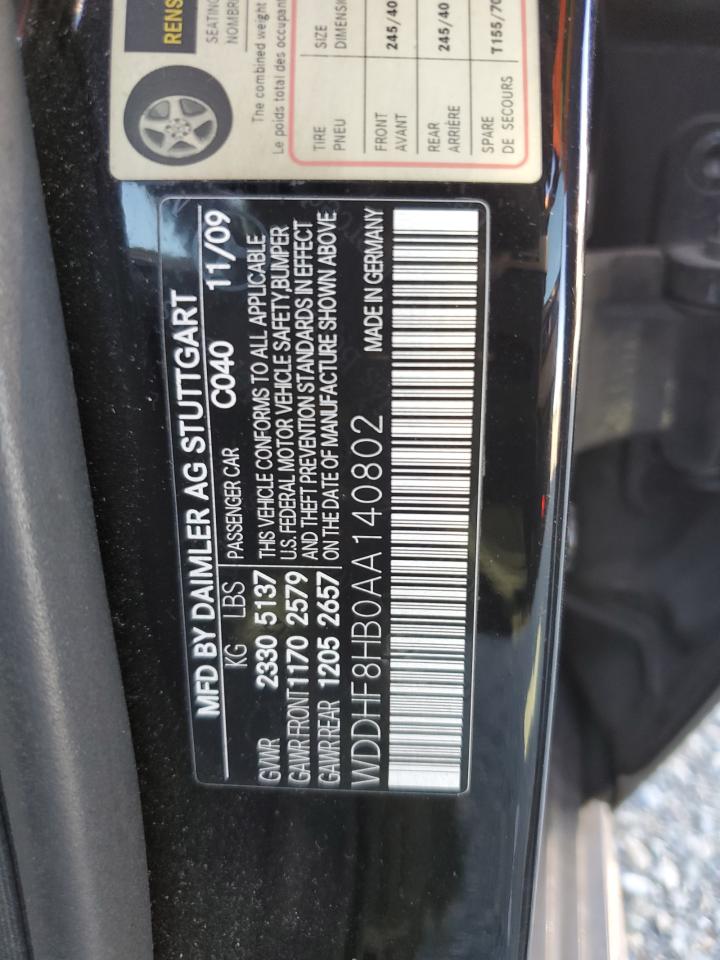 RENS
SEATING
NOMBRE
The combined weight
Le poids total des occupant
TIRE SIZE
PNEU DIMENSI
FRONT 245/40
AVANT
REAR 245/40
ARRIÈRE
SPARE T155/70
DE SECOURS
MFD BY DAIMLER AG STUTTGART
KG LBS PASSENGER CAR C040 11/09
GVWR 2330 5137 THIS VEHICLE CONFORMS TO ALL APPLICABLE
GAWR FRONT 1170 2579 U.S. FEDERAL MOTOR VEHICLE SAFETY,BUMPER
GAWR REAR 1205 2657 AND THEFT PREVENTION STANDARDS IN EFFECT
ON THE DATE OF MANUFACTURE SHOWN ABOVE
WDDHF8HB0AA140802 MADE IN GERMANY